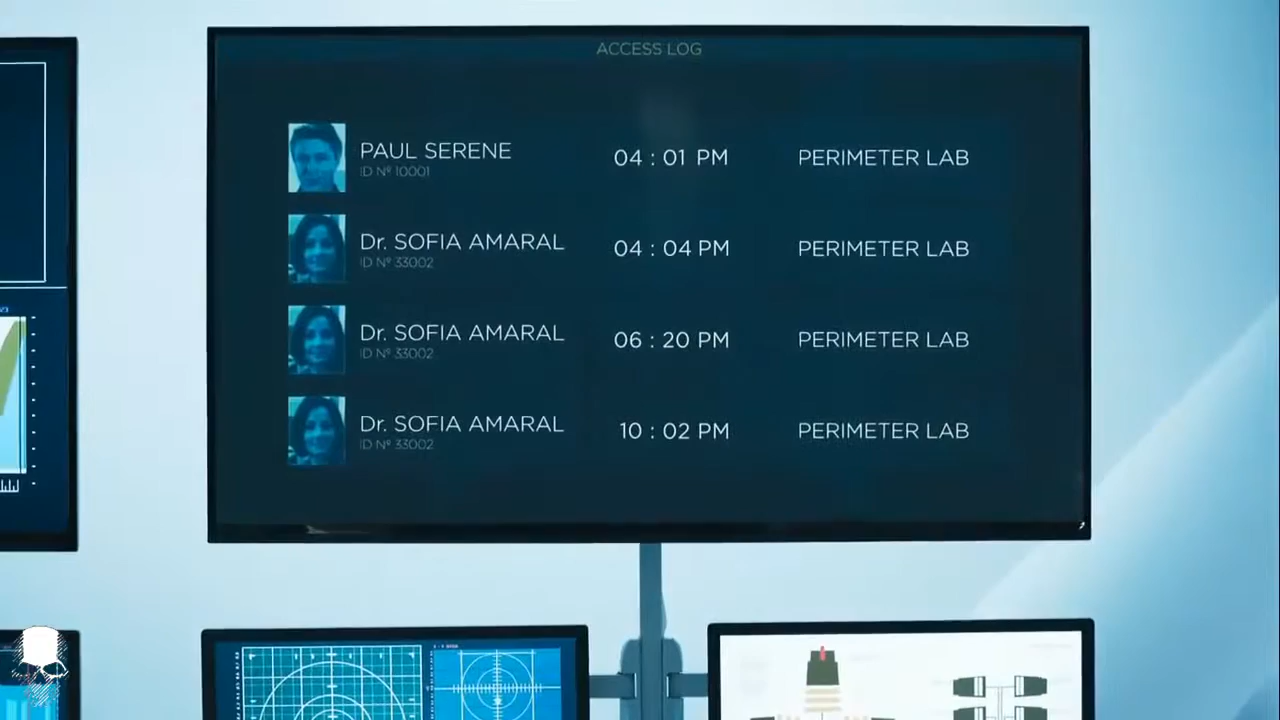 ACCESS LOG
PAUL SERENE
ID Nº 10001
04 : 01 PM
PERIMETER LAB
Dr. SOFIA AMARAL
ID Nº 33002
04 : 04 PM
PERIMETER LAB
Dr. SOFIA AMARAL
ID Nº 33002
06 : 20 PM
PERIMETER LAB
Dr. SOFIA AMARAL
ID Nº 33002
10 : 02 PM
PERIMETER LAB